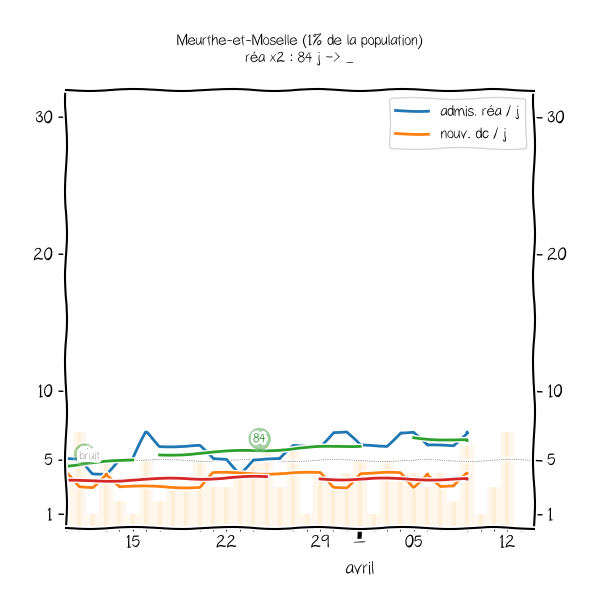 Meurthe-et-Moselle (1% de la population)
réa x2 : 84 j -> _
admis. réa / j
nouv. dc / j
30
30
20
20
10
10
84
bruit
5
5
1
1
15
22
29
05
12
avril